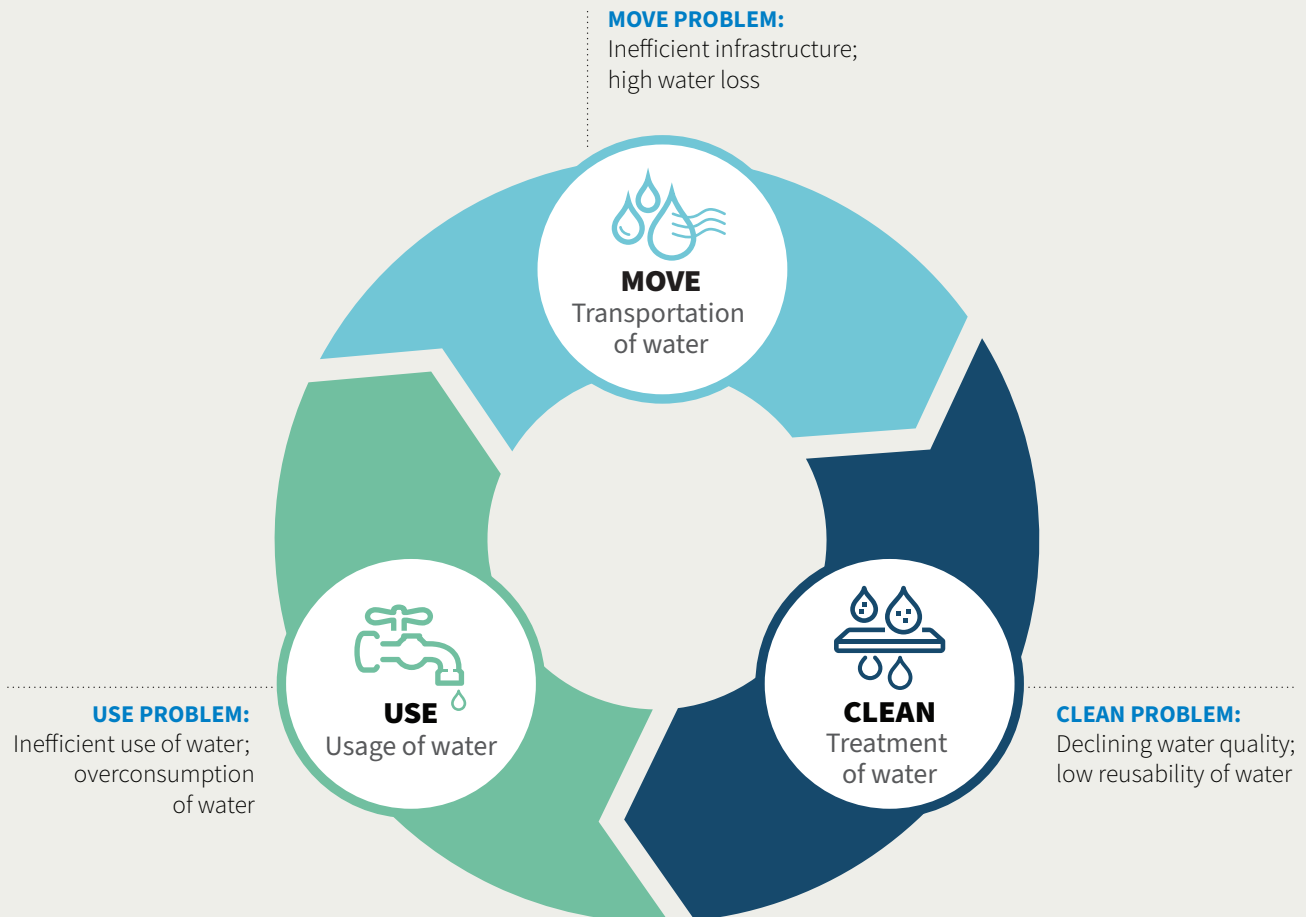 MOVE PROBLEM:
Inefficient infrastructure;
high water loss
MOVE
Transportation
of water
USE
Usage of water
CLEAN
Treatment
of water
USE PROBLEM:
Inefficient use of water;
overconsumption
of water
CLEAN PROBLEM:
Declining water quality;
low reusability of water